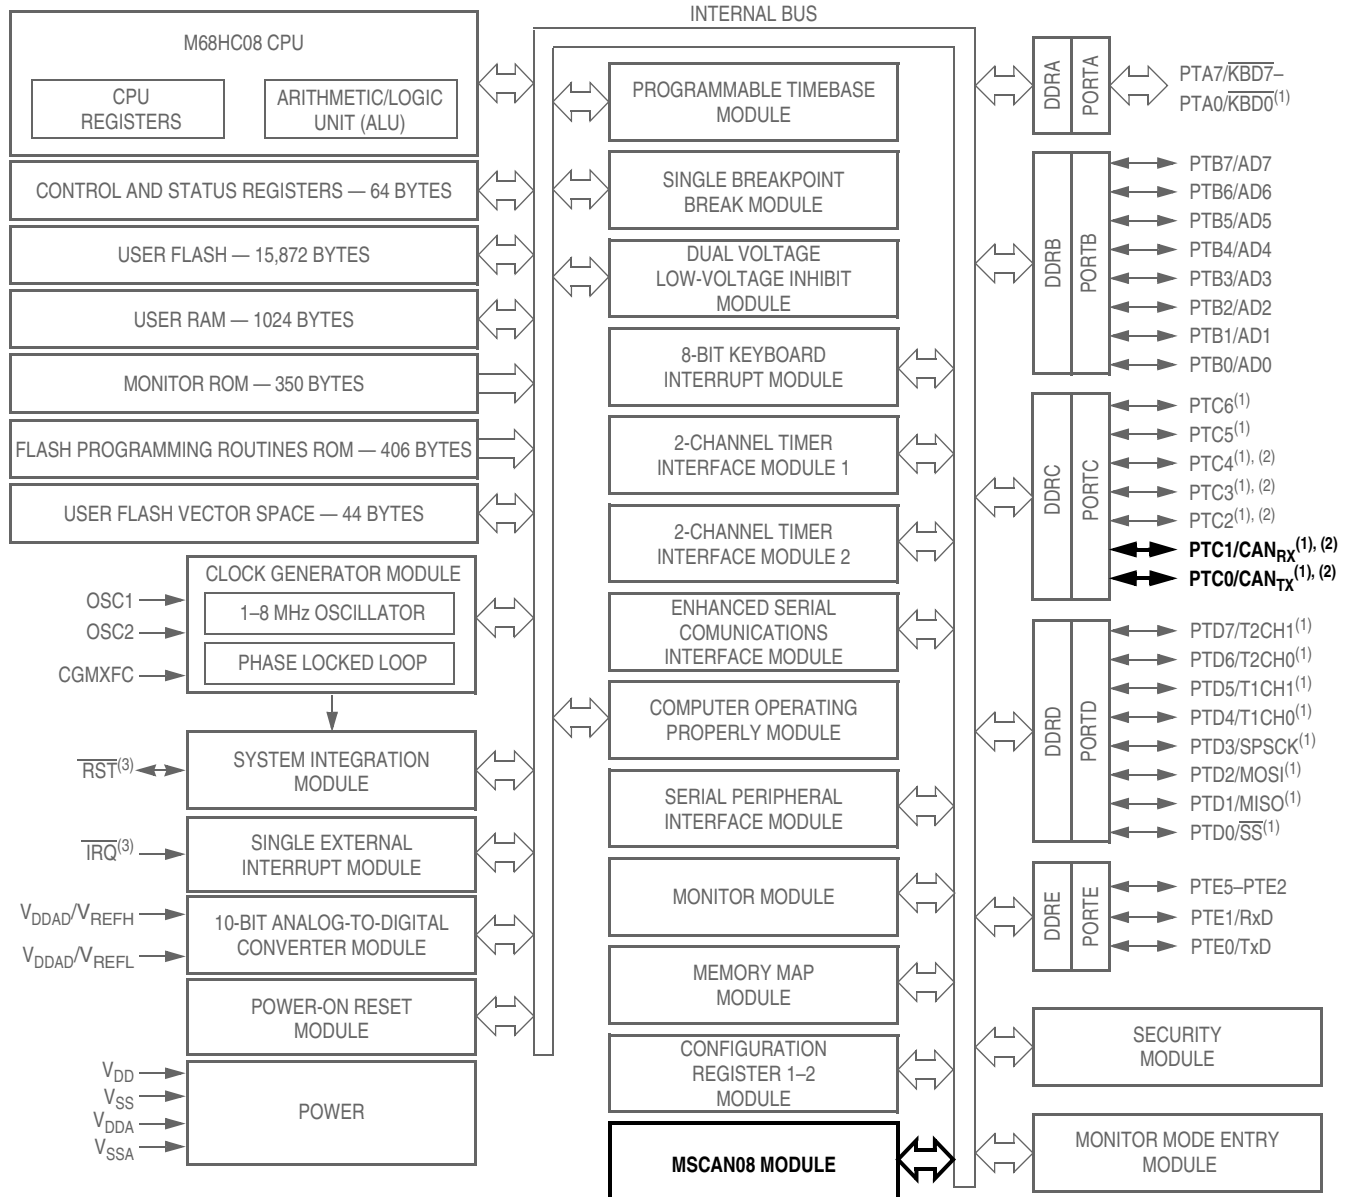 INTERNAL BUS
M68HC08 CPU
CPU
REGISTERS
ARITHMETIC/LOGIC
UNIT (ALU)
CONTROL AND STATUS REGISTERS — 64 BYTES
USER FLASH — 15,872 BYTES
USER RAM — 1024 BYTES
MONITOR ROM — 350 BYTES
FLASH PROGRAMMING ROUTINES ROM — 406 BYTES
USER FLASH VECTOR SPACE — 44 BYTES
CLOCK GENERATOR MODULE
1–8 MHz OSCILLATOR
PHASE LOCKED LOOP
OSC1
OSC2
CGMXFC
SYSTEM INTEGRATION
MODULE
RST(3)
SINGLE EXTERNAL
INTERRUPT MODULE
IRQ(3)
10-BIT ANALOG-TO-DIGITAL
CONVERTER MODULE
VDDAD/VREFH
VDDAD/VREFL
POWER-ON RESET
MODULE
POWER
VDD
VSS
VDDA
VSSA
PROGRAMMABLE TIMEBASE
MODULE
SINGLE BREAKPOINT
BREAK MODULE
DUAL VOLTAGE
LOW-VOLTAGE INHIBIT
MODULE
8-BIT KEYBOARD
INTERRUPT MODULE
2-CHANNEL TIMER
INTERFACE MODULE 1
2-CHANNEL TIMER
INTERFACE MODULE 2
ENHANCED SERIAL
COMUNICATIONS
INTERFACE MODULE
COMPUTER OPERATING
PROPERLY MODULE
SERIAL PERIPHERAL
INTERFACE MODULE
MONITOR MODULE
MEMORY MAP
MODULE
CONFIGURATION
REGISTER 1–2
MODULE
MSCAN08 MODULE
DDRA
PORTA
PTA7/KBD7–
PTA0/KBD0(1)
DDRB
PORTB
PTB7/AD7
PTB6/AD6
PTB5/AD5
PTB4/AD4
PTB3/AD3
PTB2/AD2
PTB1/AD1
PTB0/AD0
DDRC
PORTC
PTC6(1)
PTC5(1)
PTC4(1), (2)
PTC3(1), (2)
PTC2(1), (2)
PTC1/CANRX(1), (2)
PTC0/CANTX(1), (2)
DDRD
PORTD
PTD7/T2CH1(1)
PTD6/T2CH0(1)
PTD5/T1CH1(1)
PTD4/T1CH0(1)
PTD3/SPSCK(1)
PTD2/MOSI(1)
PTD1/MISO(1)
PTD0/SS(1)
DDRE
PORTE
PTE5–PTE2
PTE1/RxD
PTE0/TxD
SECURITY
MODULE
MONITOR MODE ENTRY
MODULE